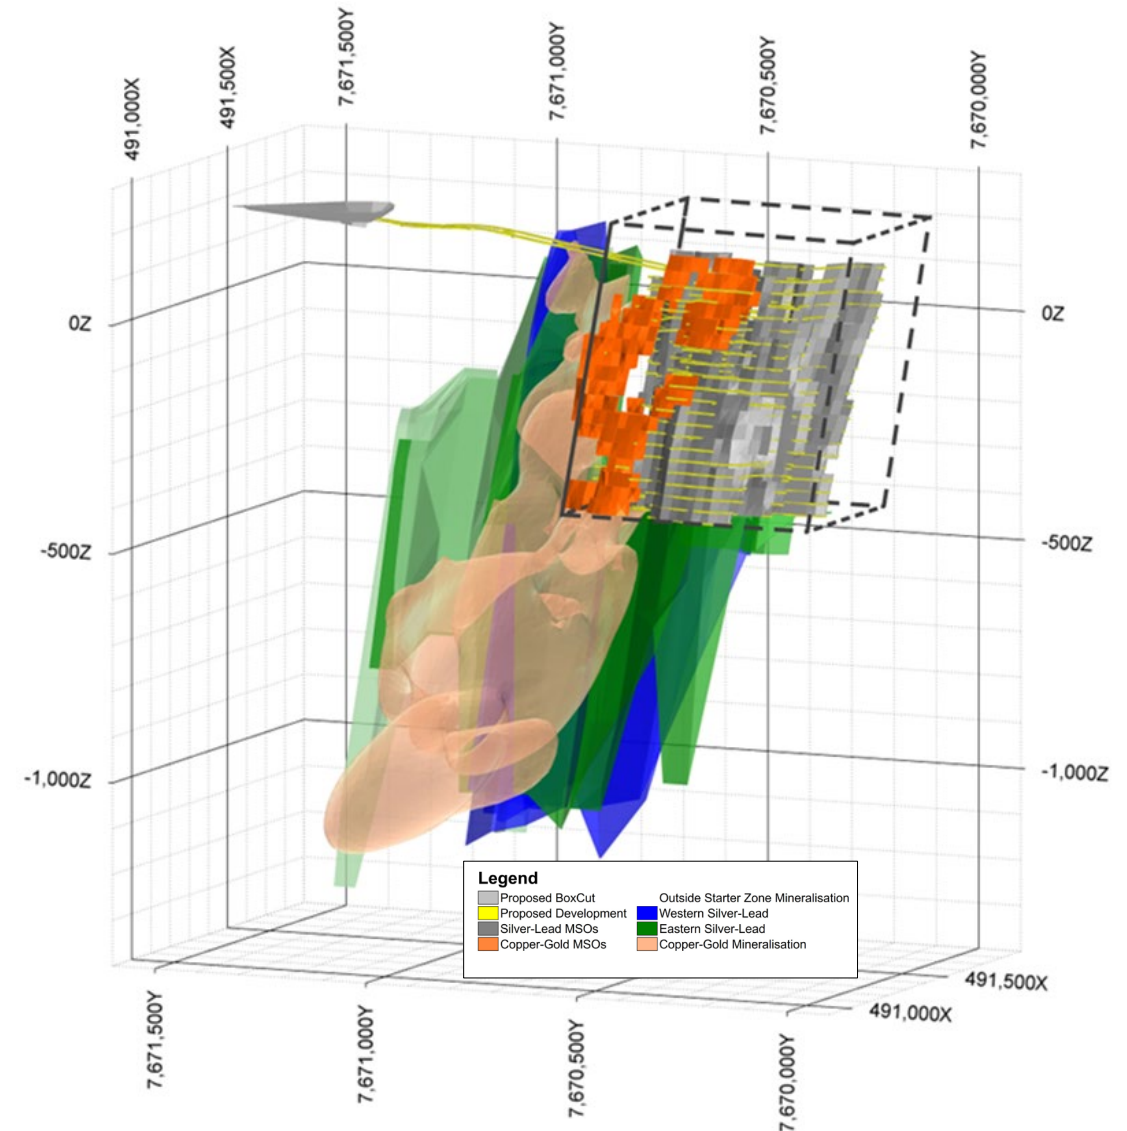 491,000X
491,500X
7,671,500Y
7,671,000Y
7,670,500Y
7,670,000Y
0Z
0Z
-500Z
-500Z
-1,000Z
-1,000Z
Legend
Proposed BoxCut
Outside Starter Zone Mineralisation
Proposed Development
Western Silver-Lead
Silver-Lead MSOs
Eastern Silver-Lead
Copper-Gold MSOs
Copper-Gold Mineralisation
491,500X
491,000X
7,671,500Y
7,671,000Y
7,670,500Y
7,670,000Y